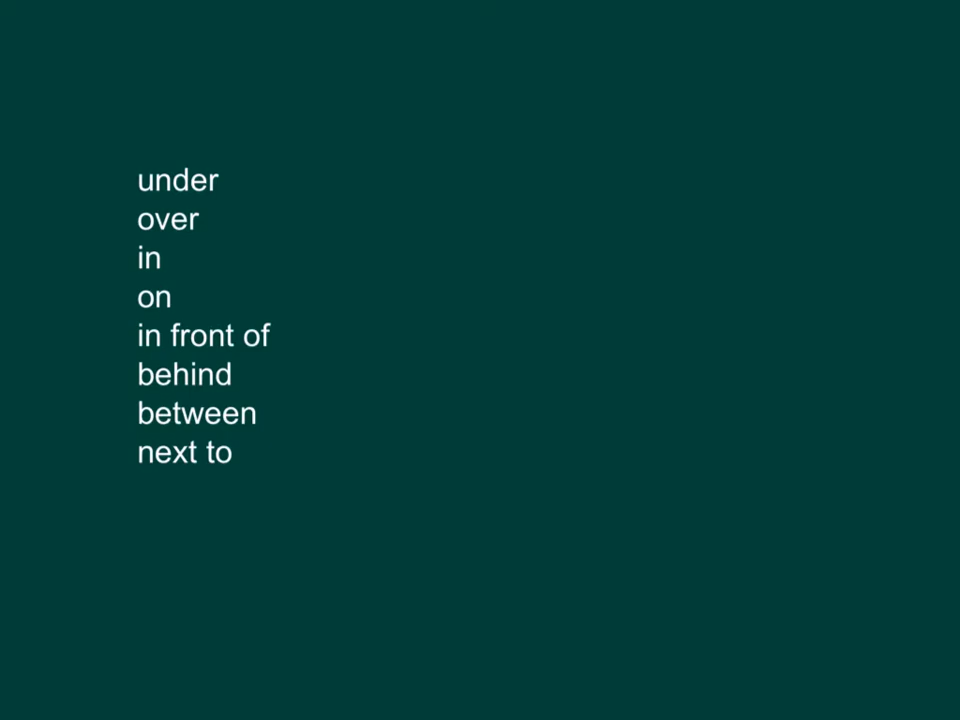 under
over
in
on
in front of
behind
between
next to